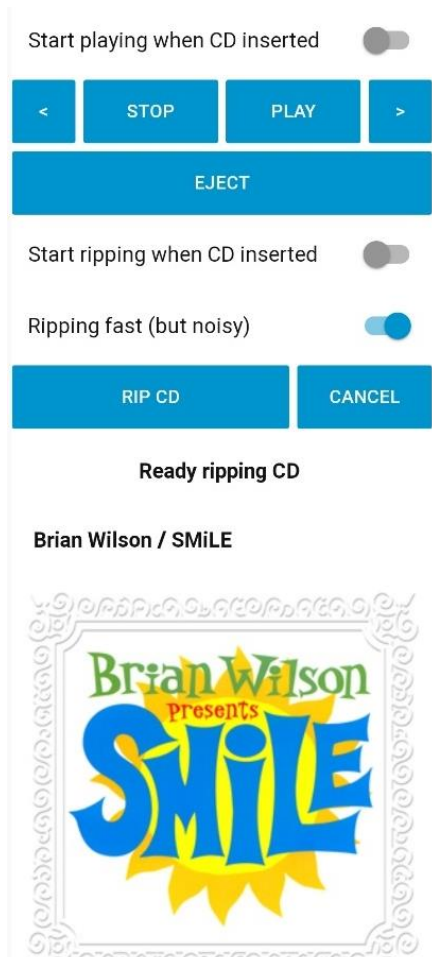 Start playing when CD inserted
< STOP PLAY >
EJECT
Start ripping when CD inserted
Ripping fast (but noisy)
RIP CD CANCEL
Ready ripping CD
Brian Wilson / SMiLE
Brian Wilson
Presents
SMiLE